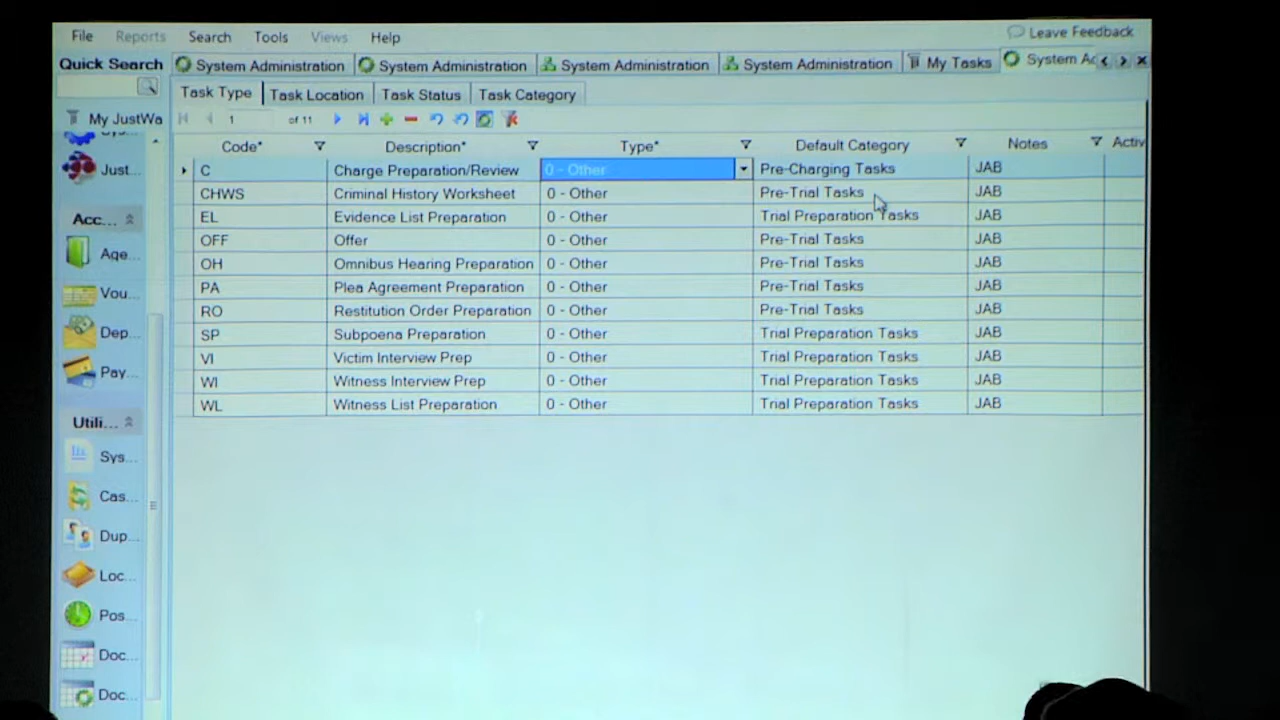 File Reports Search Tools Views Help Leave Feedback
Quick Search System Administration System Administration System Administration System Administration My Tasks System Ad
Task Type Task Location Task Status Task Category
My JustWa 1 of 11
Code* Description* Type* Default Category Notes Activ
Just... C Charge Preparation/Review 0 - Other Pre-Charging Tasks JAB
CHWS Criminal History Worksheet 0 - Other Pre-Trial Tasks JAB
Acc... EL Evidence List Preparation 0 - Other Trial Preparation Tasks JAB
OFF Offer 0 - Other Pre-Trial Tasks JAB
Age... OH Omnibus Hearing Preparation 0 - Other Pre-Trial Tasks JAB
Vou... PA Plea Agreement Preparation 0 - Other Pre-Trial Tasks JAB
RO Restitution Order Preparation 0 - Other Pre-Trial Tasks JAB
Dep... SP Subpoena Preparation 0 - Other Trial Preparation Tasks JAB
VI Victim Interview Prep 0 - Other Trial Preparation Tasks JAB
Pay... WI Witness Interview Prep 0 - Other Trial Preparation Tasks JAB
WL Witness List Preparation 0 - Other Trial Preparation Tasks JAB
Utili...
Sys...
Cas...
Dup...
Loc...
Pos...
Doc...
Doc...